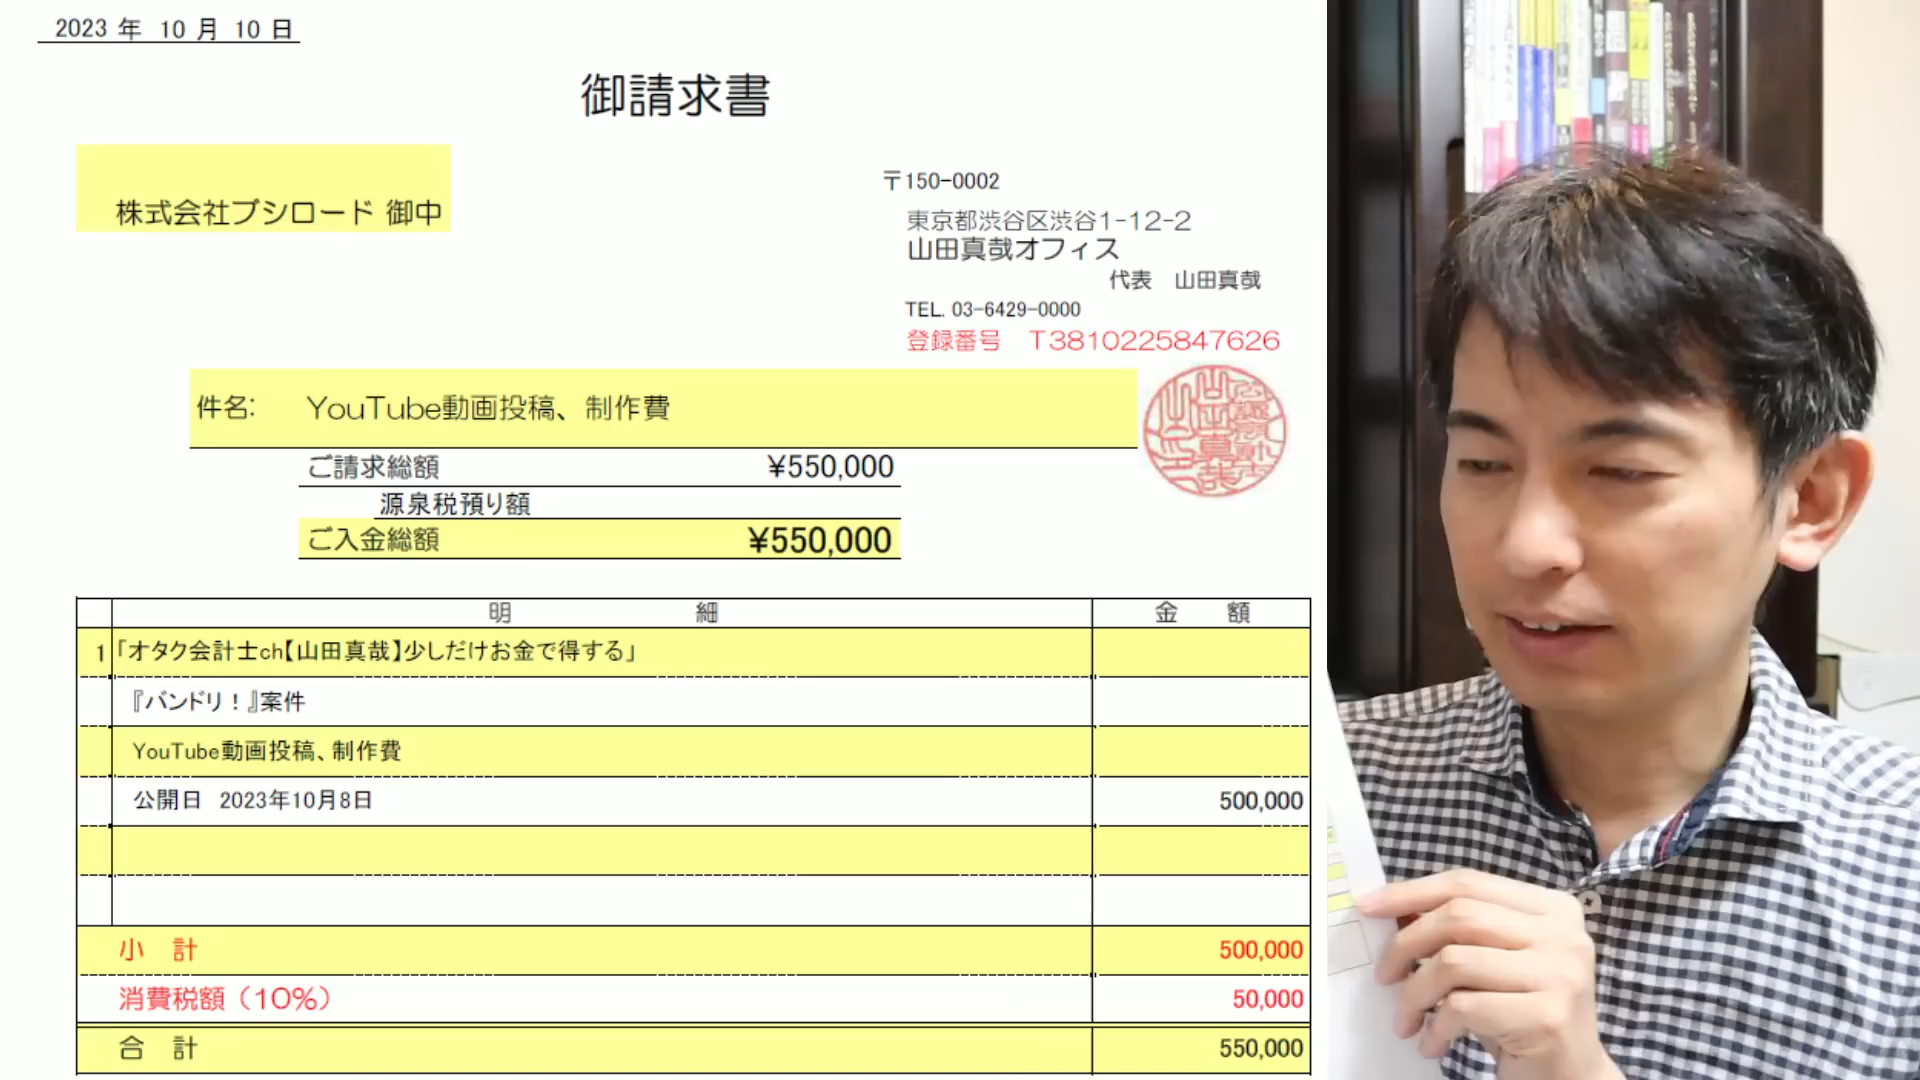 2023 年 10 月 10 日
御請求書
株式会社ブシロード 御中
〒150-0002
東京都渋谷区渋谷1-12-2
山田真哉オフィス
代表 山田真哉
TEL. 03-6429-0000
登録番号 T3810225847626
件名: YouTube動画投稿、制作費
ご請求総額 ¥550,000
源泉税預り額
ご入金総額 ¥550,000
明 細 金 額
1 「オタク会計士ch【山田真哉】少しだけお金で得する」
『バンドリ！』案件
YouTube動画投稿、制作費
公開日 2023年10月8日 500,000
小 計 500,000
消費税額（10%） 50,000
合 計 550,000